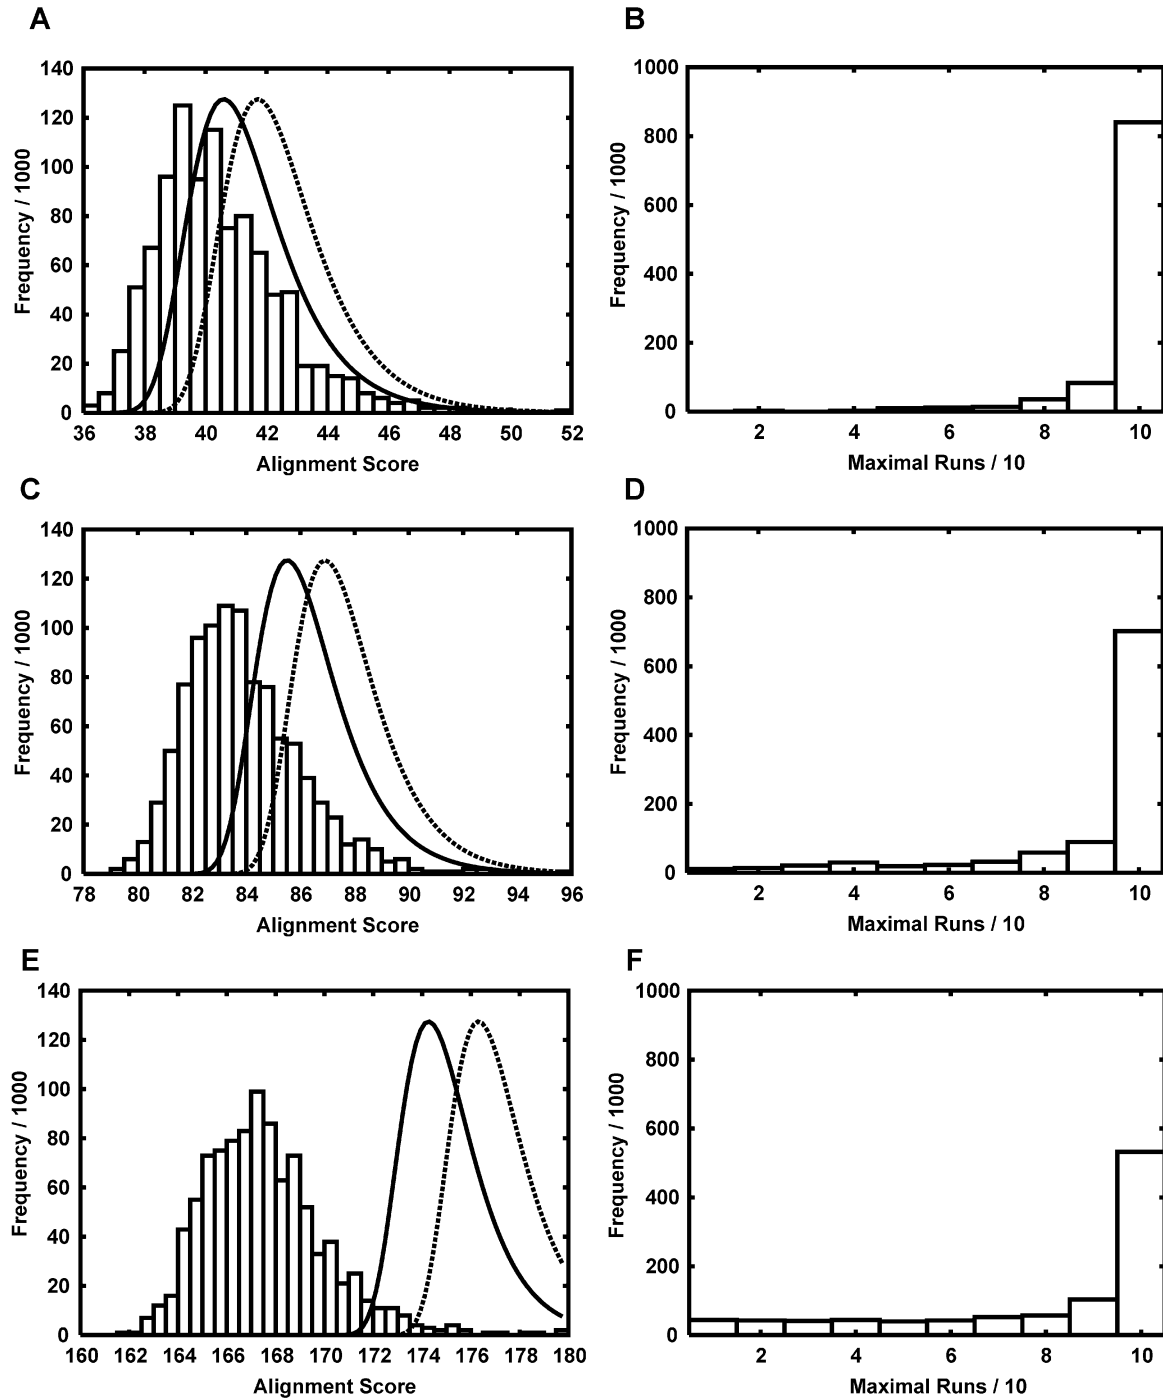 A
B
140
120
100
80
60
40
20
0
Frequency / 1000
36 38 40 42 44 46 48 50 52
Alignment Score
1000
800
600
400
200
0
Frequency / 1000
2 4 6 8 10
Maximal Runs / 10
C
D
140
120
100
80
60
40
20
0
Frequency / 1000
78 80 82 84 86 88 90 92 94 96
Alignment Score
1000
800
600
400
200
0
Frequency / 1000
2 4 6 8 10
Maximal Runs / 10
E
F
140
120
100
80
60
40
20
0
Frequency / 1000
160 162 164 166 168 170 172 174 176 178 180
Alignment Score
1000
800
600
400
200
0
Frequency / 1000
2 4 6 8 10
Maximal Runs / 10